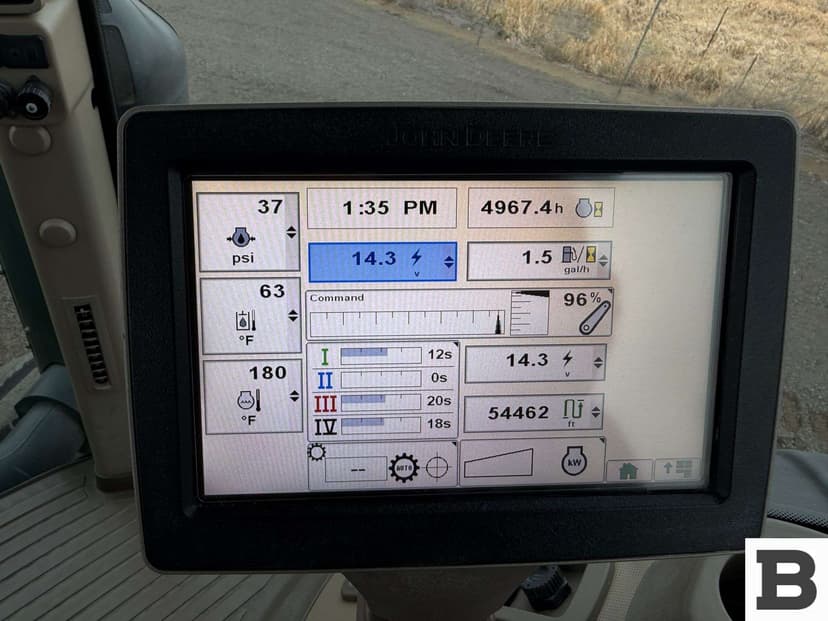 JOHN DEERE
37
psi
1:35 PM
4967.4 h
14.3
v
1.5
gal/h
63
°F
Command
96 %
I 12s
II 0s
III 20s
IV 18s
14.3
v
180
°F
54462
ft
--
AUTO
kW
B